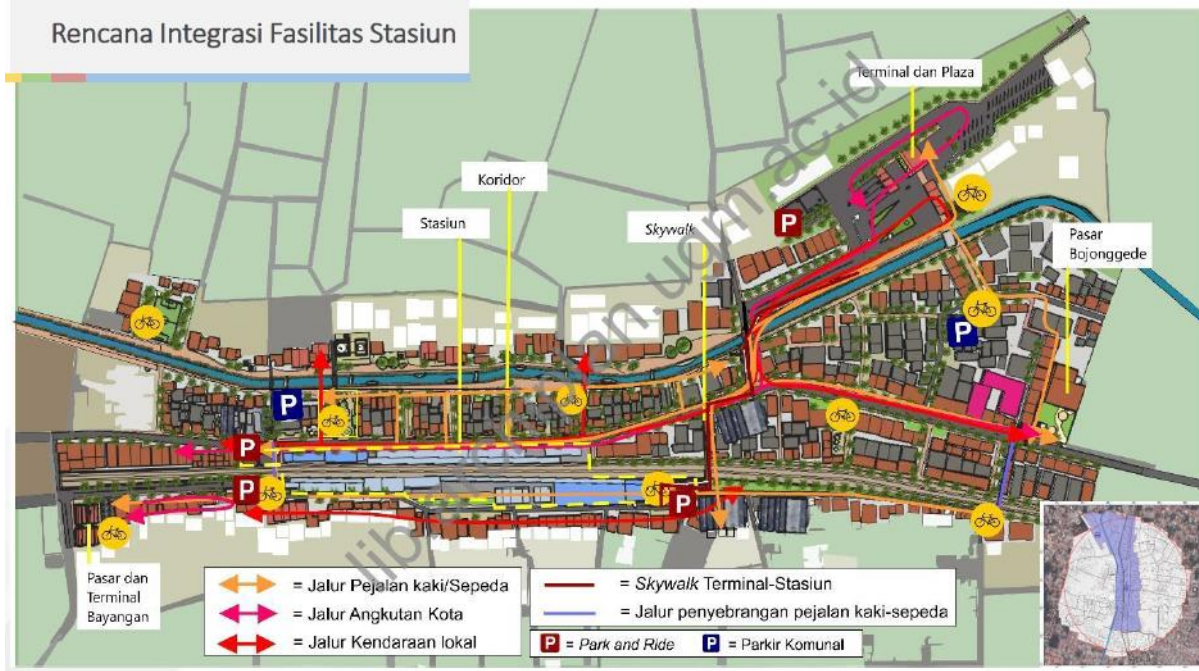 Rencana Integrasi Fasilitas Stasiun
Terminal dan Plaza
Koridor
Stasiun
Skywalk
Pasar
Bojonggede
P
P
P
P
P
P
Pasar dan
Terminal
Bayangan
= Jalur Pejalan kaki/Sepeda
= Jalur Angkutan Kota
= Jalur Kendaraan lokal
= Skywalk Terminal-Stasiun
= Jalur penyebrangan pejalan kaki-sepeda
P = Park and Ride P = Parkir Komunal